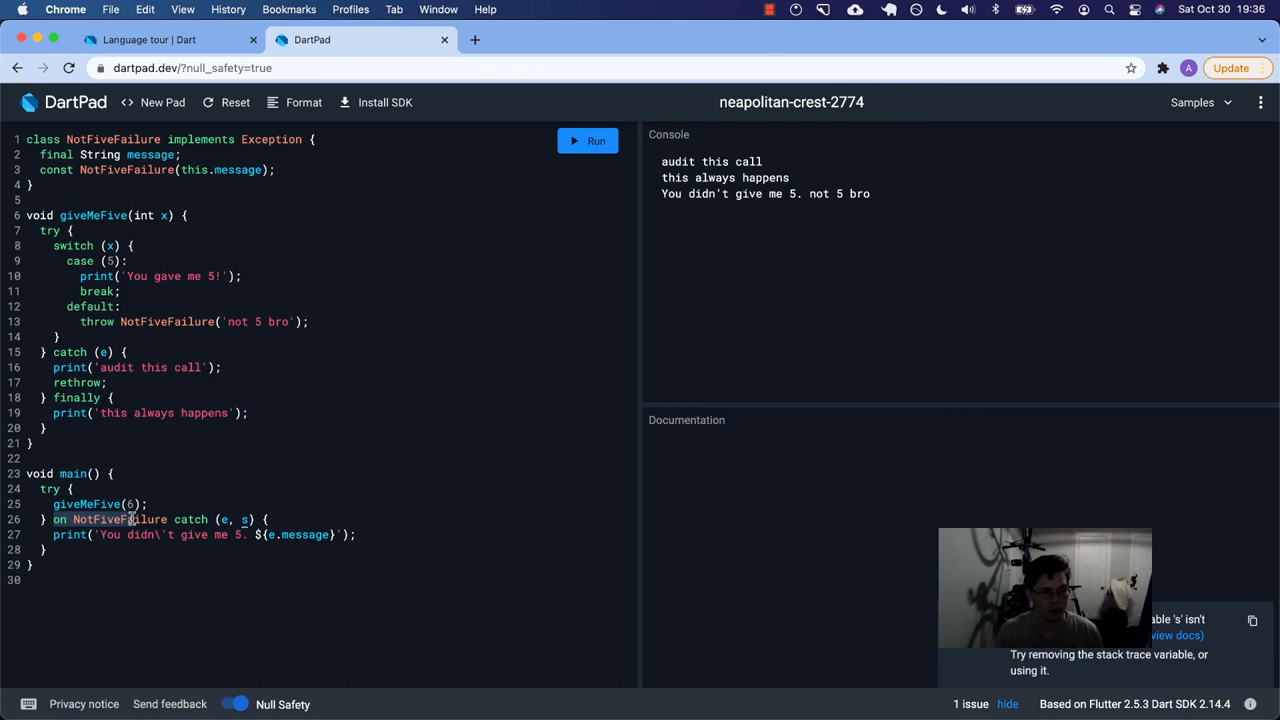 Chrome File Edit View History Bookmarks Profiles Tab Window Help Sat Oct 30 19:36
Language tour | Dart DartPad
dartpad.dev/?null_safety=true A Update
DartPad <> New Pad Reset Format Install SDK neapolitan-crest-2774 Samples
1 class NotFiveFailure implements Exception {
2 final String message;
3 const NotFiveFailure(this.message);
4 }
5
6 void giveMeFive(int x) {
7 try {
8 switch (x) {
9 case (5):
10 print('You gave me 5!');
11 break;
12 default:
13 throw NotFiveFailure('not 5 bro');
14 }
15 } catch (e) {
16 print('audit this call');
17 rethrow;
18 } finally {
19 print('this always happens');
20 }
21 }
22
23 void main() {
24 try {
25 giveMeFive(6);
26 } on NotFiveFailure catch (e, s) {
27 print('You didn\'t give me 5. ${e.message}');
28 }
29 }
30
Run
Console
audit this call
this always happens
You didn't give me 5. not 5 bro
Documentation
able 's' isn't
view docs)
Try removing the stack trace variable, or
using it.
Privacy notice Send feedback Null Safety 1 issue hide Based on Flutter 2.5.3 Dart SDK 2.14.4